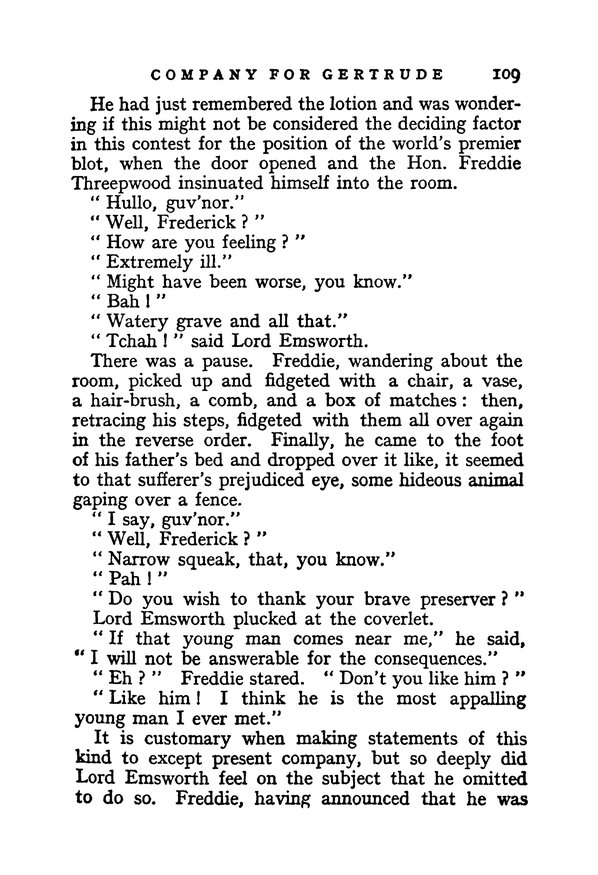 COMPANY FOR GERTRUDE 109
He had just remembered the lotion and was wonder-
ing if this might not be considered the deciding factor
in this contest for the position of the world's premier
blot, when the door opened and the Hon. Freddie
Threepwood insinuated himself into the room.
" Hullo, guv'nor."
" Well, Frederick ? "
" How are you feeling ? "
" Extremely ill."
" Might have been worse, you know."
" Bah ! "
" Watery grave and all that."
" Tchah ! " said Lord Emsworth.
There was a pause. Freddie, wandering about the
room, picked up and fidgeted with a chair, a vase,
a hair-brush, a comb, and a box of matches : then,
retracing his steps, fidgeted with them all over again
in the reverse order. Finally, he came to the foot
of his father's bed and dropped over it like, it seemed
to that sufferer's prejudiced eye, some hideous animal
gaping over a fence.
" I say, guv'nor."
" Well, Frederick ? "
" Narrow squeak, that, you know."
" Pah ! "
" Do you wish to thank your brave preserver ? "
Lord Emsworth plucked at the coverlet.
" If that young man comes near me," he said,
" I will not be answerable for the consequences."
" Eh ? " Freddie stared. " Don't you like him ? "
" Like him ! I think he is the most appalling
young man I ever met."
It is customary when making statements of this
kind to except present company, but so deeply did
Lord Emsworth feel on the subject that he omitted
to do so. Freddie, having announced that he was